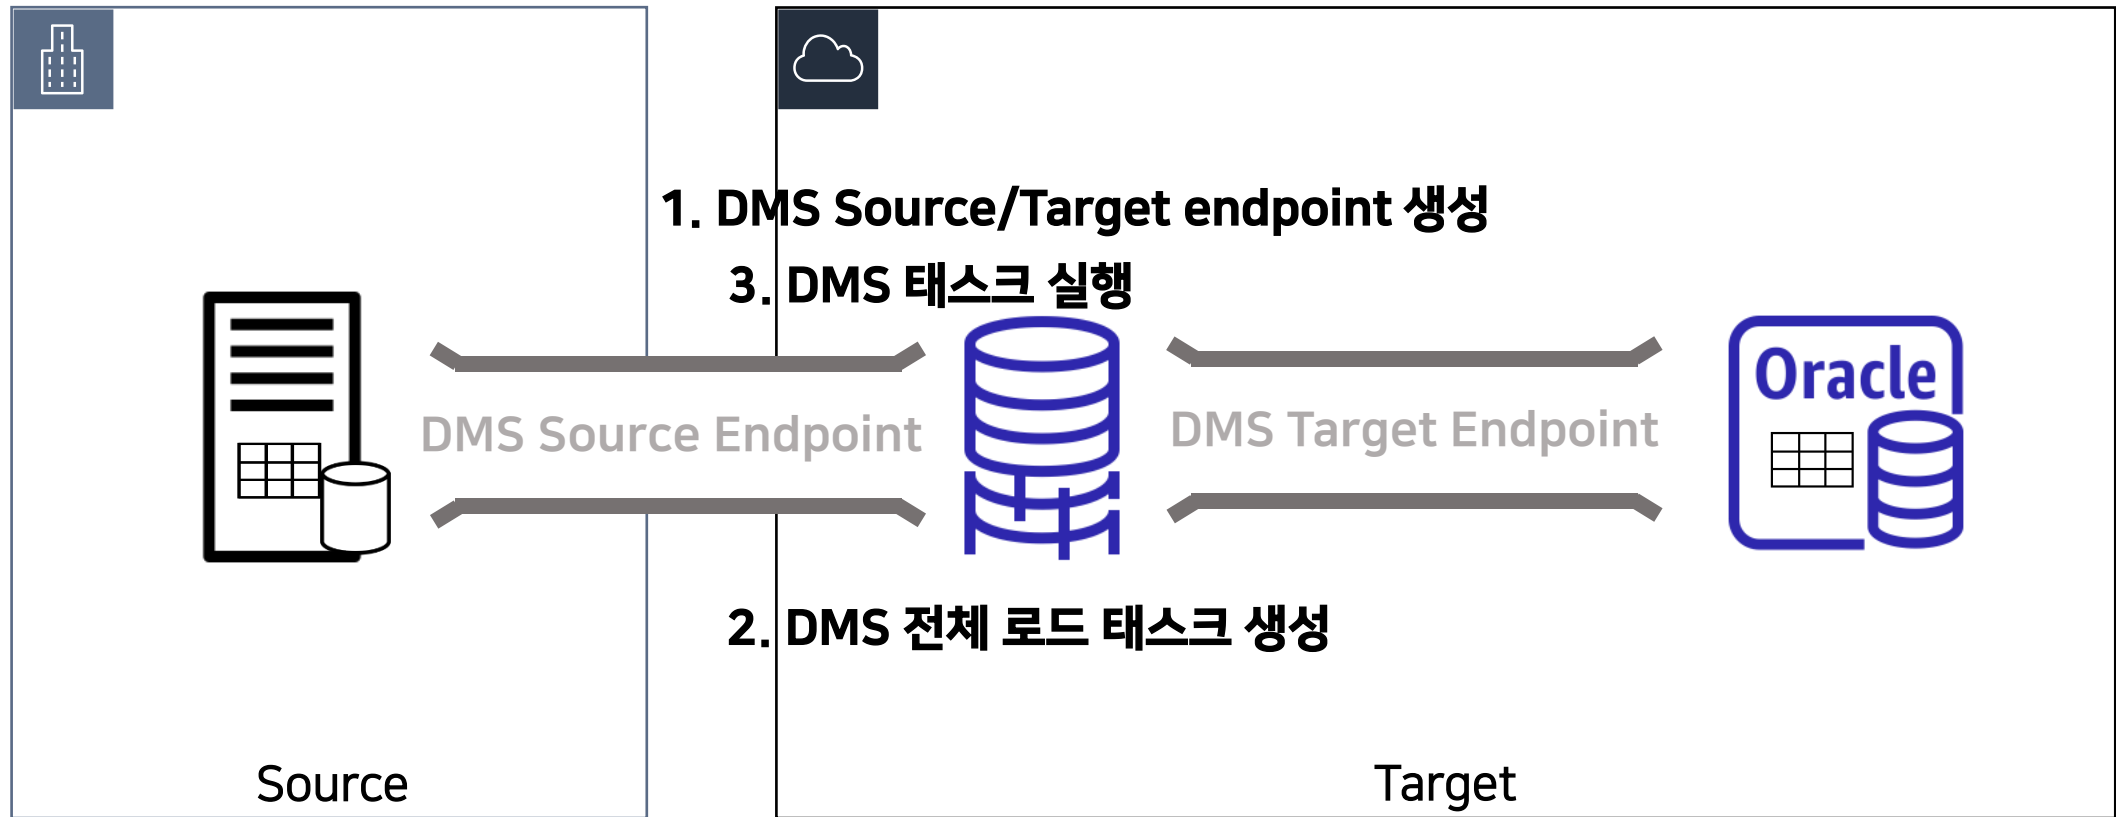 1. DMS Source/Target endpoint 생성
3. DMS 태스크 실행
Oracle
DMS Source Endpoint
DMS Target Endpoint
2. DMS 전체 로드 태스크 생성
Source
Target